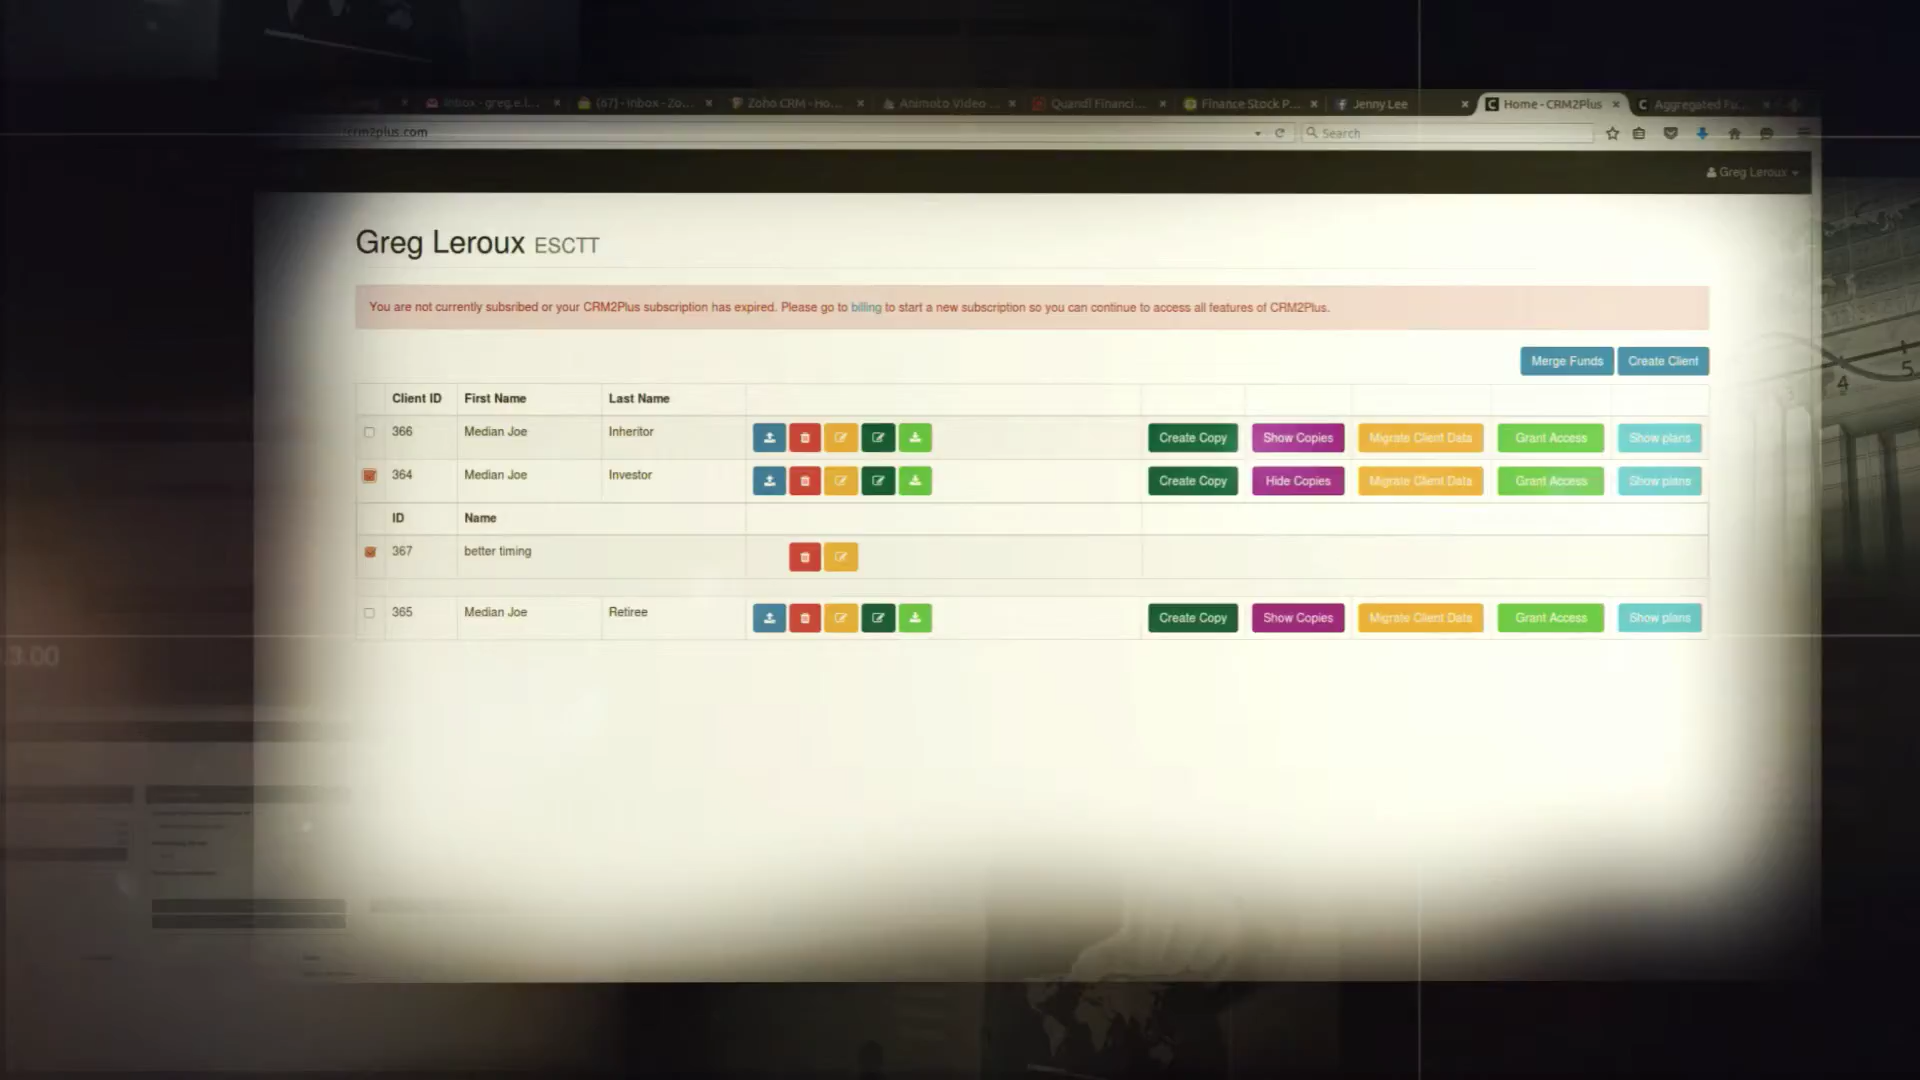 Inbox - greg.e.l...
(67) - Inbox - Zo...
Zoho CRM - Ho...
Animoto Video ...
Quandl Financi...
Finance Stock P...
Jenny Lee
Home - CRM2Plus
Aggregated Fu...
crm2plus.com
Search
Greg Leroux
Greg Leroux ESCTT
You are not currently subsribed or your CRM2Plus subscription has expired. Please go to billing to start a new subscription so you can continue to access all features of CRM2Plus.
Merge Funds Create Client
Client ID First Name Last Name
366 Median Joe Inheritor Create Copy Show Copies Migrate Client Data Grant Access Show plans
364 Median Joe Investor Create Copy Hide Copies Migrate Client Data Grant Access Show plans
ID Name
367 better timing
365 Median Joe Retiree Create Copy Show Copies Migrate Client Data Grant Access Show plans
3.00
3 4 5